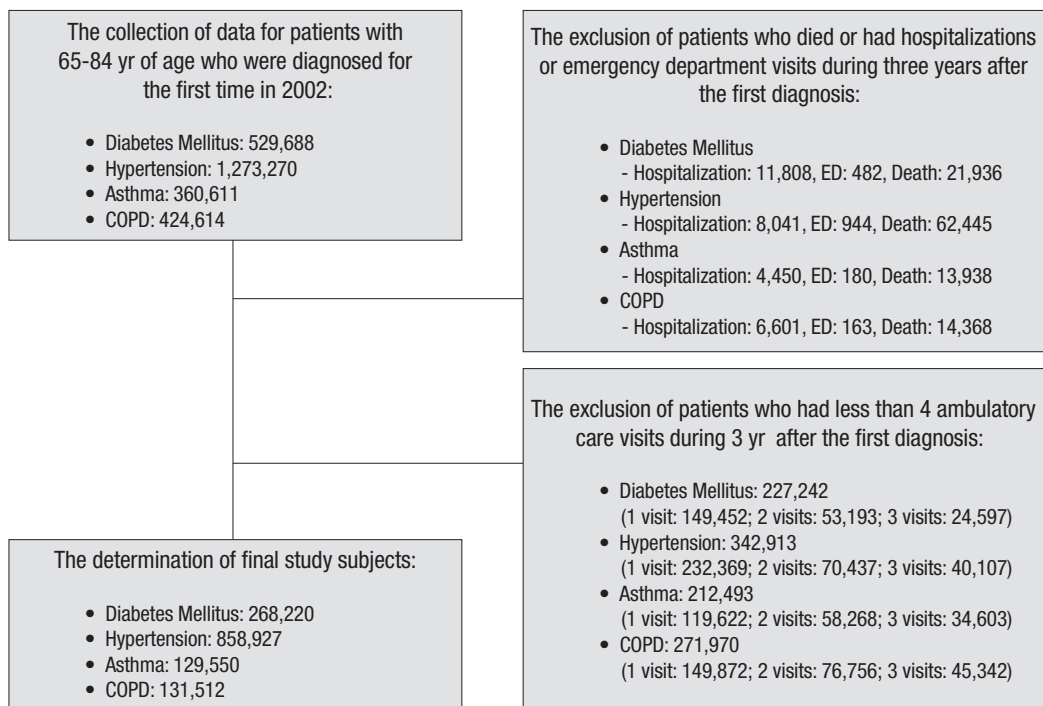 The collection of data for patients with
65-84 yr of age who were diagnosed for
the first time in 2002:
• Diabetes Mellitus: 529,688
• Hypertension: 1,273,270
• Asthma: 360,611
• COPD: 424,614
The exclusion of patients who died or had hospitalizations
or emergency department visits during three years after
the first diagnosis:
• Diabetes Mellitus
- Hospitalization: 11,808, ED: 482, Death: 21,936
• Hypertension
- Hospitalization: 8,041, ED: 944, Death: 62,445
• Asthma
- Hospitalization: 4,450, ED: 180, Death: 13,938
• COPD
- Hospitalization: 6,601, ED: 163, Death: 14,368
The exclusion of patients who had less than 4 ambulatory
care visits during 3 yr after the first diagnosis:
• Diabetes Mellitus: 227,242
(1 visit: 149,452; 2 visits: 53,193; 3 visits: 24,597)
• Hypertension: 342,913
(1 visit: 232,369; 2 visits: 70,437; 3 visits: 40,107)
• Asthma: 212,493
(1 visit: 119,622; 2 visits: 58,268; 3 visits: 34,603)
• COPD: 271,970
(1 visit: 149,872; 2 visits: 76,756; 3 visits: 45,342)
The determination of final study subjects:
• Diabetes Mellitus: 268,220
• Hypertension: 858,927
• Asthma: 129,550
• COPD: 131,512